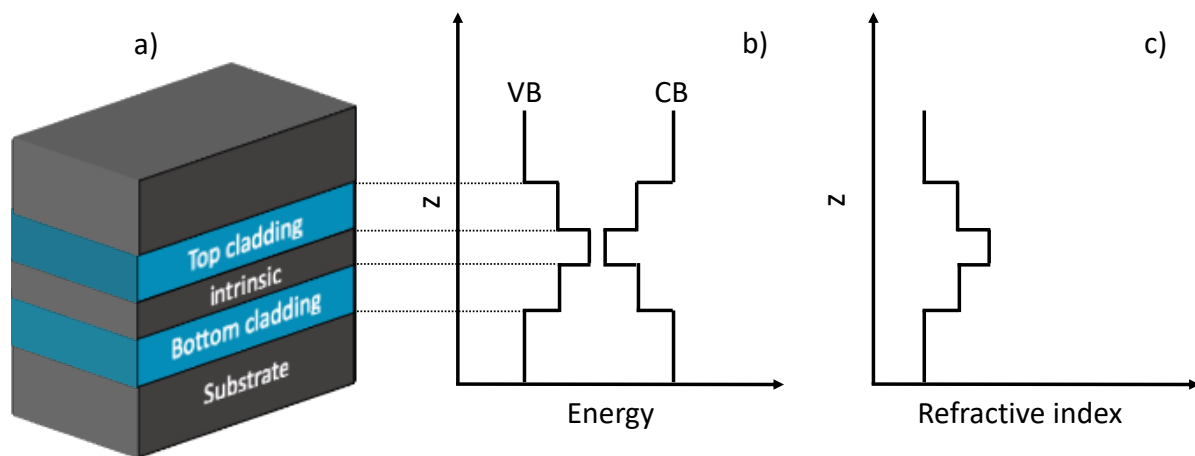 a)
Top cladding
intrinsic
Bottom cladding
Substrate
b)
VB
CB
z
Energy
c)
z
Refractive index